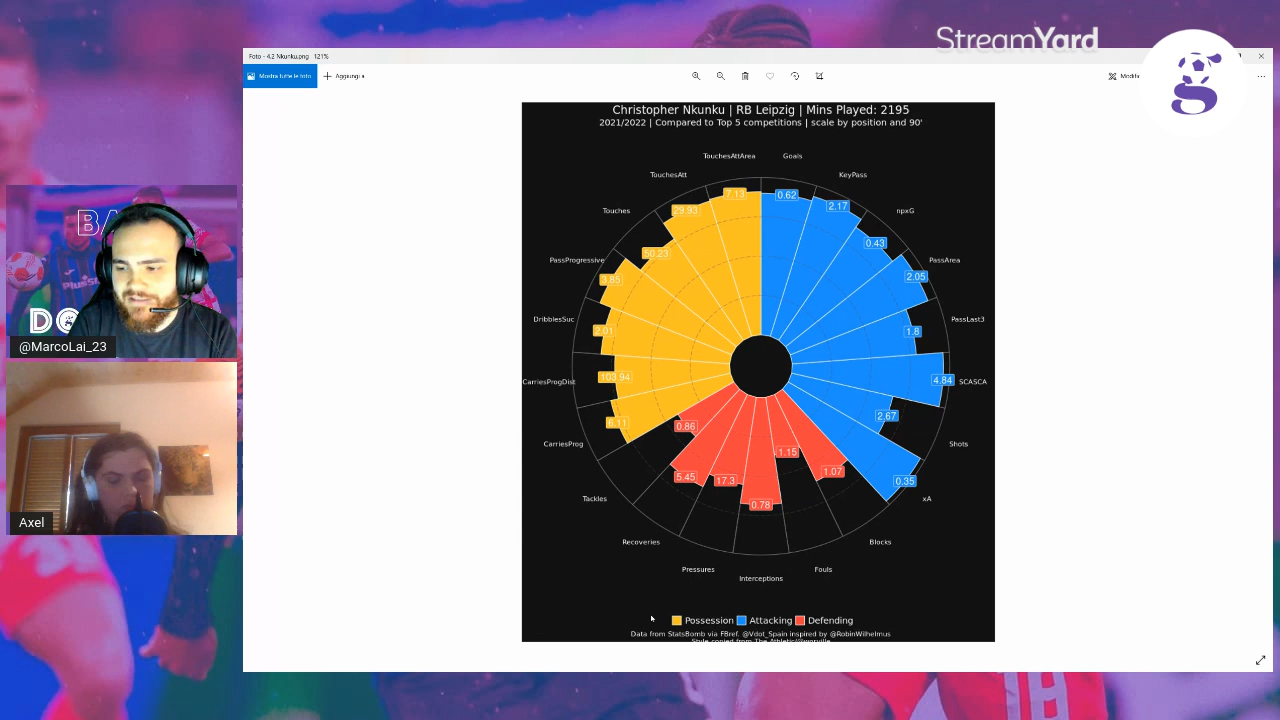 StreamYard
Foto - 4.2 Nkunku.png 121%
Mostra tutte le foto
Aggiungi a
Christopher Nkunku | RB Leipzig | Mins Played: 2195
2021/2022 | Compared to Top 5 competitions | scale by position and 90'
TouchesAttArea
Goals
TouchesAtt
KeyPass
7.13
0.62
29.93
2.17
Touches
npxG
50.23
0.43
PassProgressive
PassArea
3.85
2.05
DribblesSuc
PassLast3
2.01
1.8
CarriesProgDist
103.94
4.84
SCASCA
6.11
0.86
2.67
CarriesProg
Shots
5.45
17.3
1.15
1.07
0.35
Tackles
0.78
xA
Recoveries
Blocks
Pressures
Interceptions
Fouls
Possession
Attacking
Defending
Data from StatsBomb via FBref. @Vdot_Spain inspired by @RobinWilhelmus
BA
@MarcoLai_23
Axel